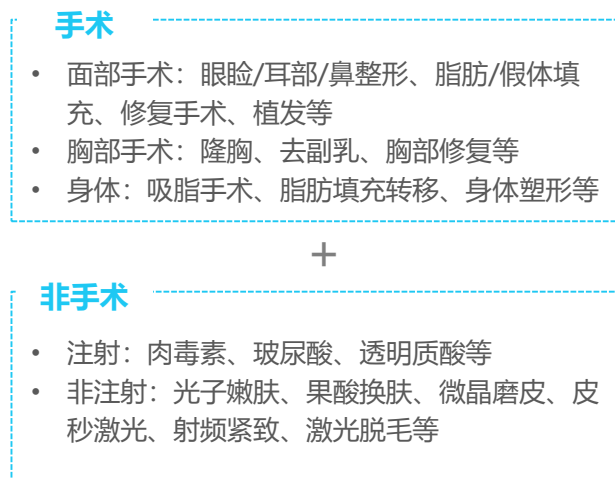 手术
• 面部手术：眼睑/耳部/鼻整形、脂肪/假体填
充、修复手术、植发等
• 胸部手术：隆胸、去副乳、胸部修复等
• 身体：吸脂手术、脂肪填充转移、身体塑形等
+
非手术
• 注射：肉毒素、玻尿酸、透明质酸等
• 非注射：光子嫩肤、果酸换肤、微晶磨皮、皮
秒激光、射频紧致、激光脱毛等